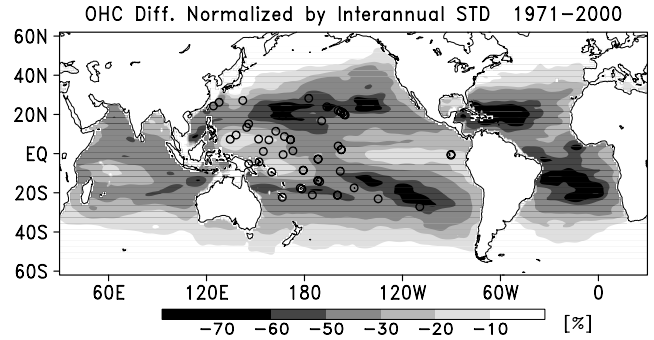 OHC Diff. Normalized by Interannual STD 1971−2000
60N
40N
20N
EQ
20S
40S
60S
60E 120E 180 120W 60W 0
−70 −60 −50 −30 −20 −10 [%]